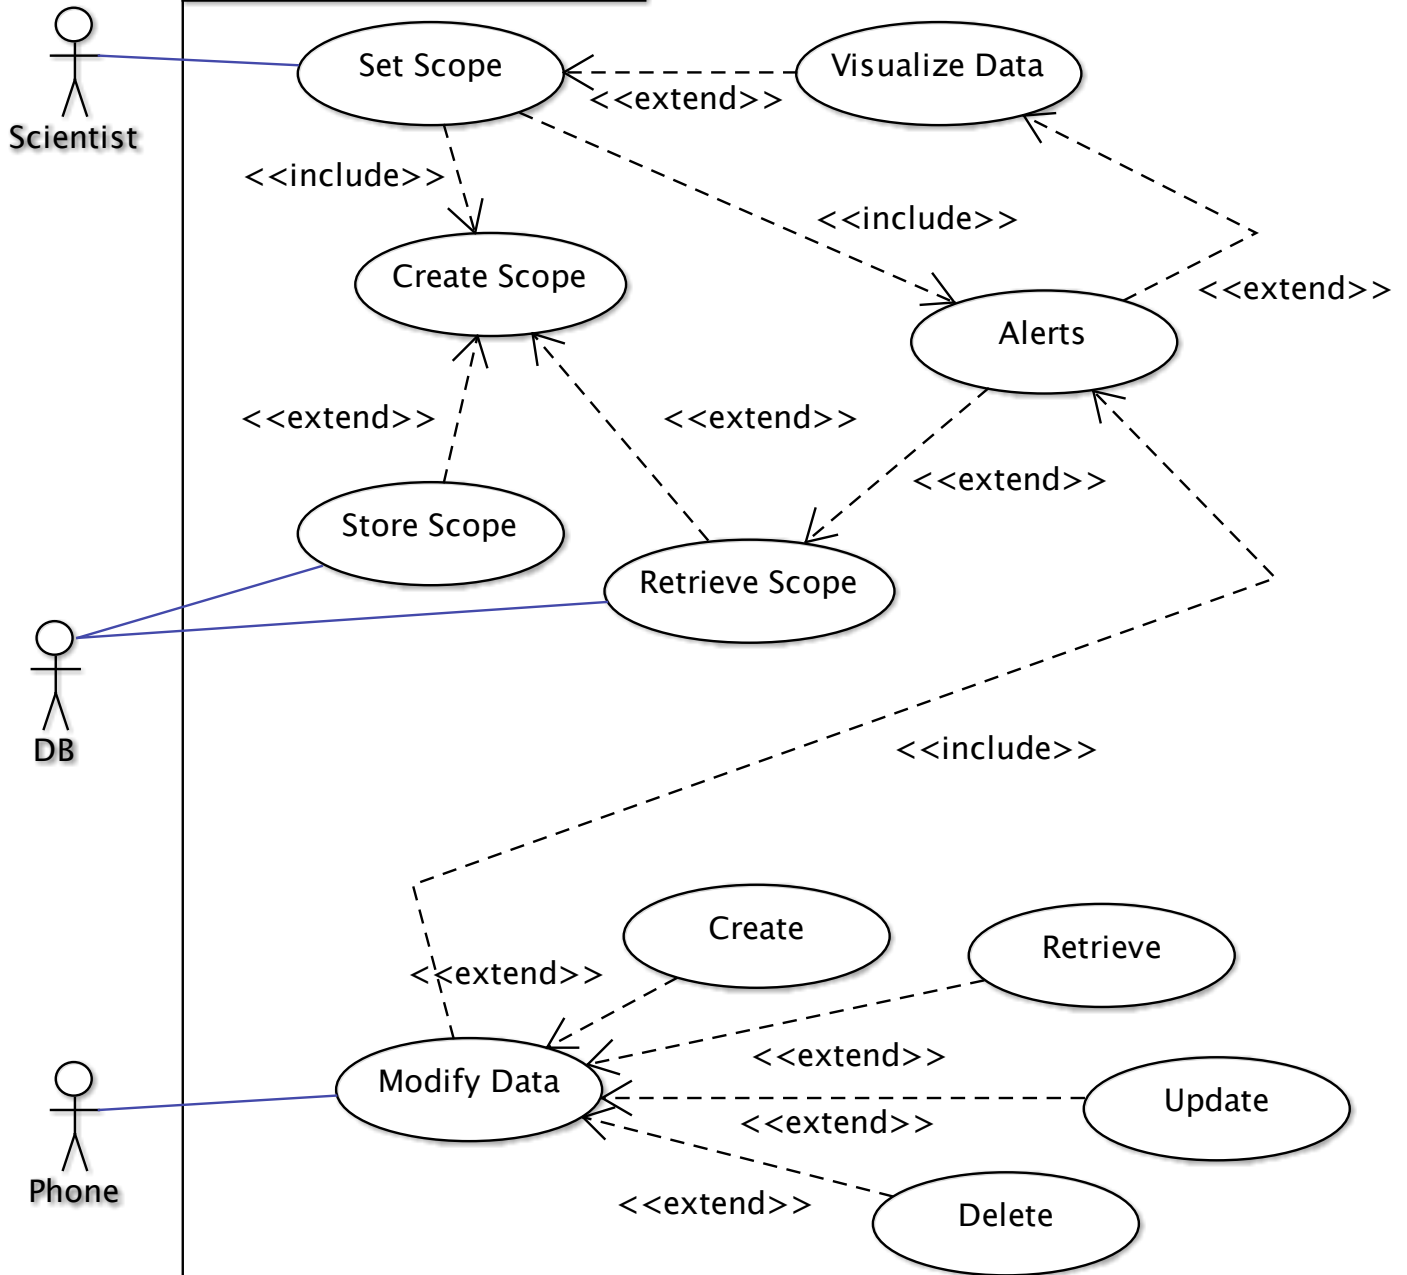 Set Scope
Visualize Data
<<extend>>
Scientist
<<include>>
<<include>>
Create Scope
<<extend>>
Alerts
<<extend>>
<<extend>>
<<extend>>
Store Scope
Retrieve Scope
DB
<<include>>
Create
Retrieve
<<extend>>
<<extend>>
Modify Data
Update
<<extend>>
Phone
<<extend>>
Delete